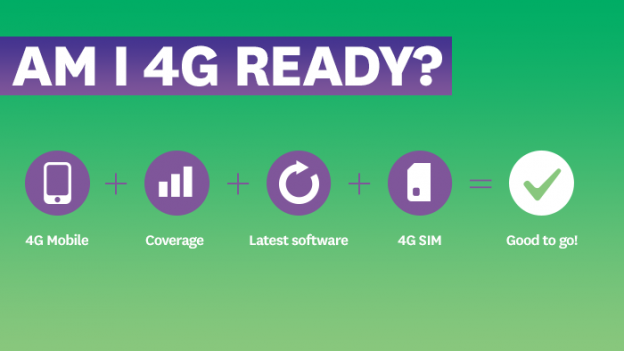 AM I 4G READY?
4G Mobile + Coverage + Latest software + 4G SIM = Good to go!